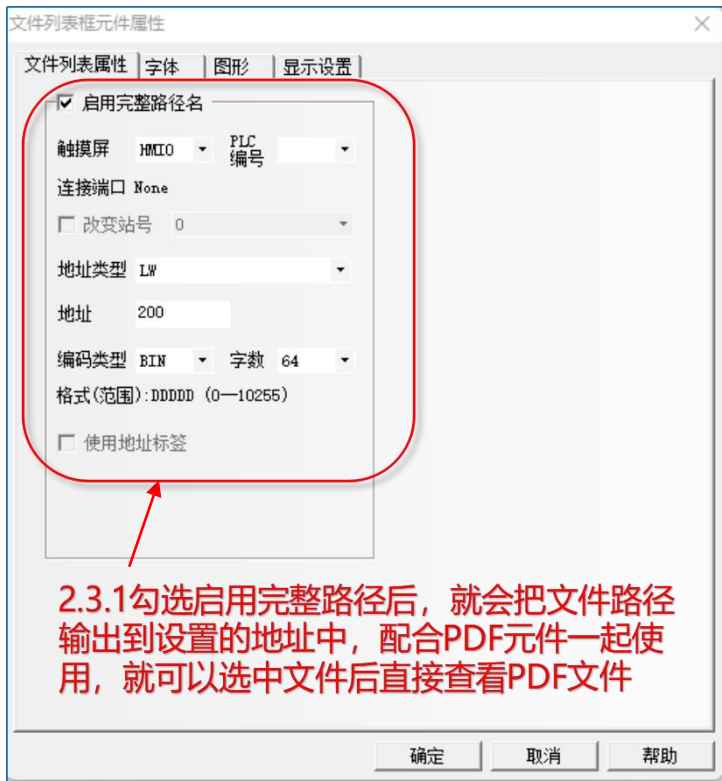 文件列表框元件属性
文件列表属性 字体 图形 显示设置
启用完整路径名
触摸屏 HMI0 PLC编号
连接端口 None
改变站号 0
地址类型 LW
地址 200
编码类型 BIN 字数 64
格式(范围):DDDDD (0—10255)
使用地址标签
2.3.1勾选启用完整路径后，就会把文件路径
输出到设置的地址中，配合PDF元件一起使
用，就可以选中文件后直接查看PDF文件
确定 取消 帮助